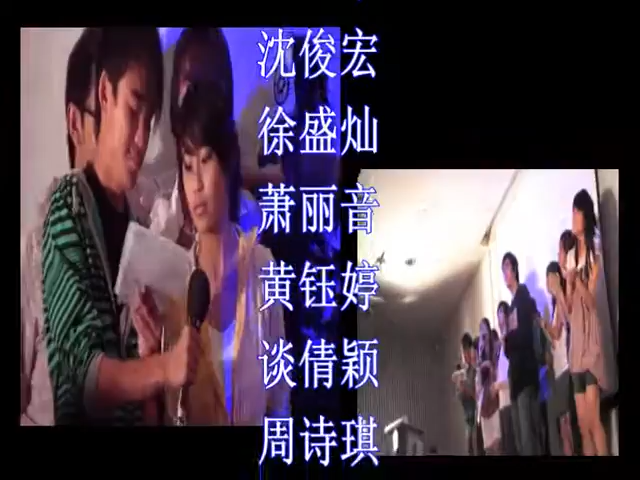 沈俊宏
徐盛灿
萧丽音
黄钰婷
谈倩颖
周诗琪